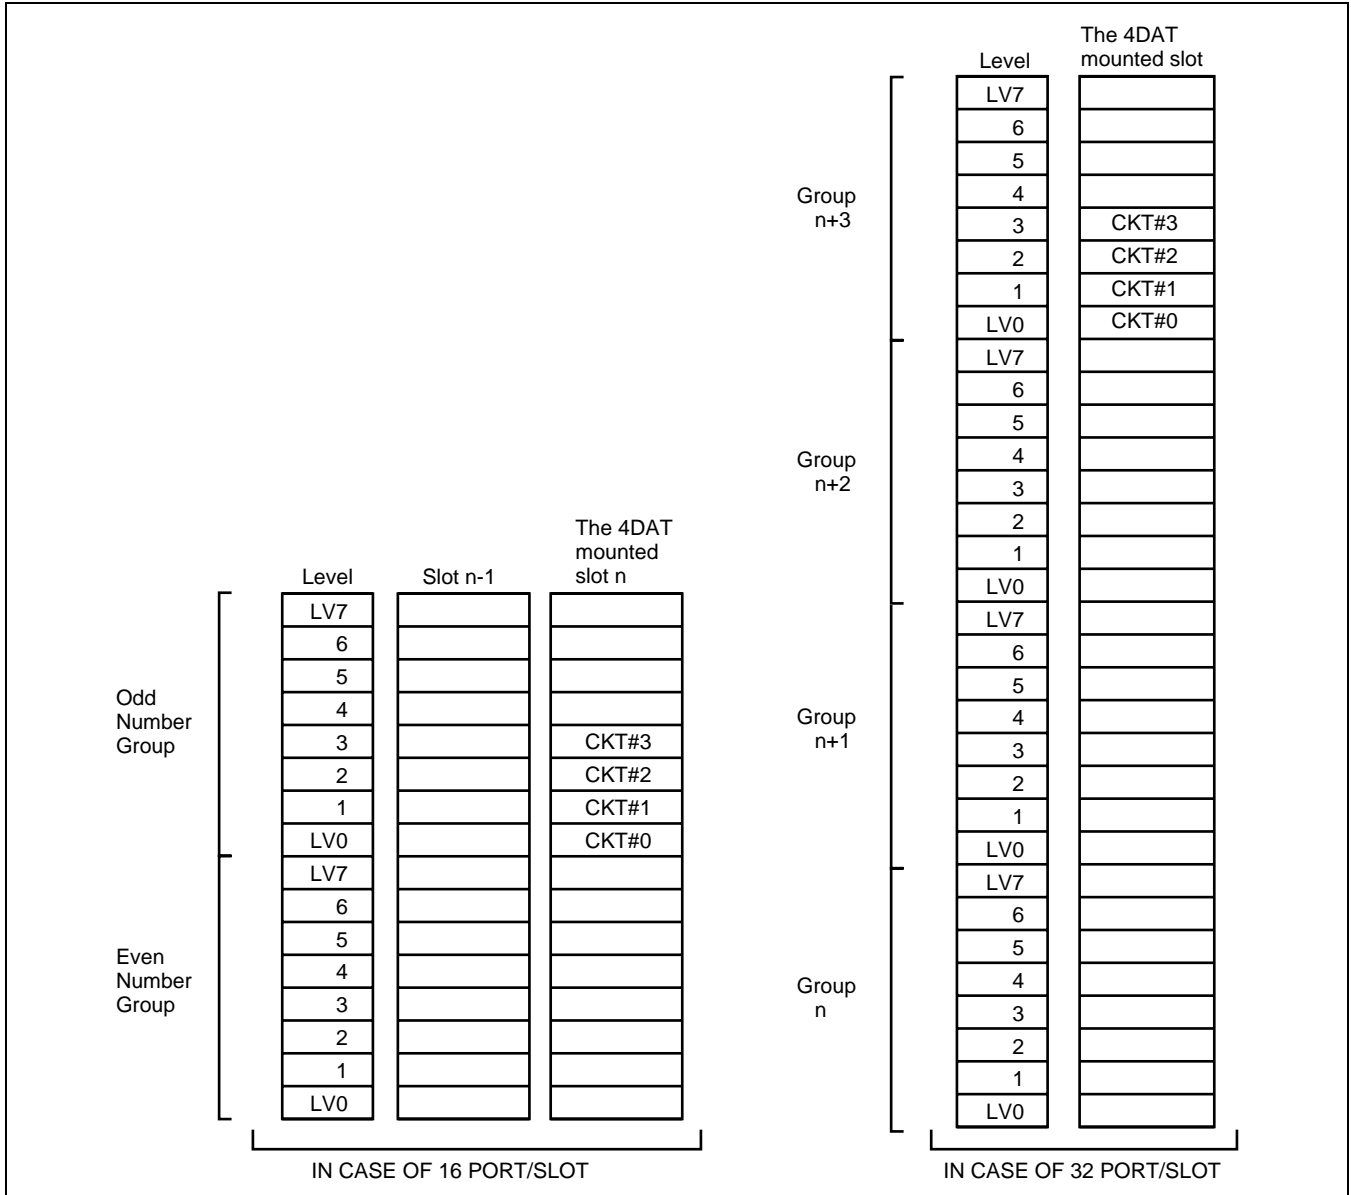 The 4DAT
mounted slot
Level
LV7
6
5
4
Group
n+3
3 CKT#3
2 CKT#2
1 CKT#1
LV0 CKT#0
LV7
6
5
4
Group
n+2
3
2
1
LV0
LV7
6
5
4
Group
n+1
3
2
1
LV0
LV7
6
5
4
Group
n
3
2
1
LV0
IN CASE OF 32 PORT/SLOT
The 4DAT
mounted
slot n
Level Slot n-1
LV7
6
5
4
Odd
Number
Group
3 CKT#3
2 CKT#2
1 CKT#1
LV0 CKT#0
LV7
6
5
4
Even
Number
Group
3
2
1
LV0
IN CASE OF 16 PORT/SLOT